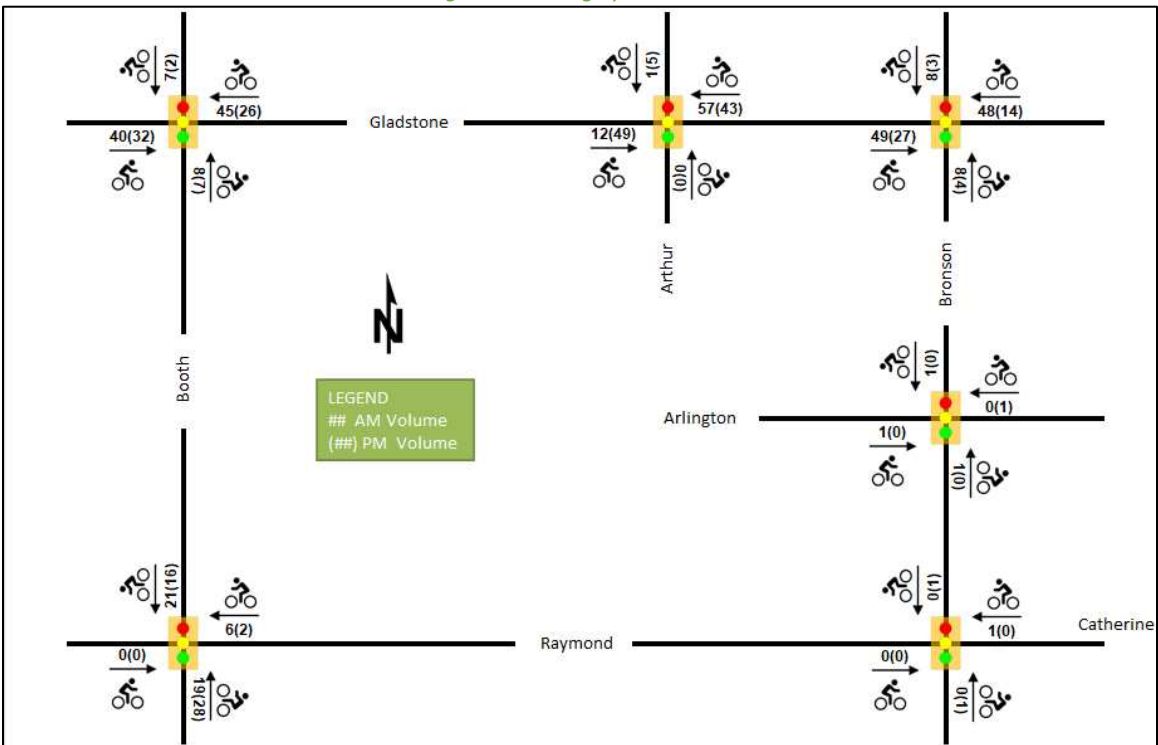 7(2)
45(26)
40(32)
8(7)
Gladstone
1(5)
57(43)
12(49)
0(0)
8(3)
48(14)
49(27)
8(4)
Booth
N
Arthur
Bronson
LEGEND
## AM Volume
(##) PM Volume
Arlington
1(0)
0(1)
1(0)
1(0)
21(16)
6(2)
0(0)
19(28)
Raymond
0(1)
1(0)
0(0)
0(1)
Catherine